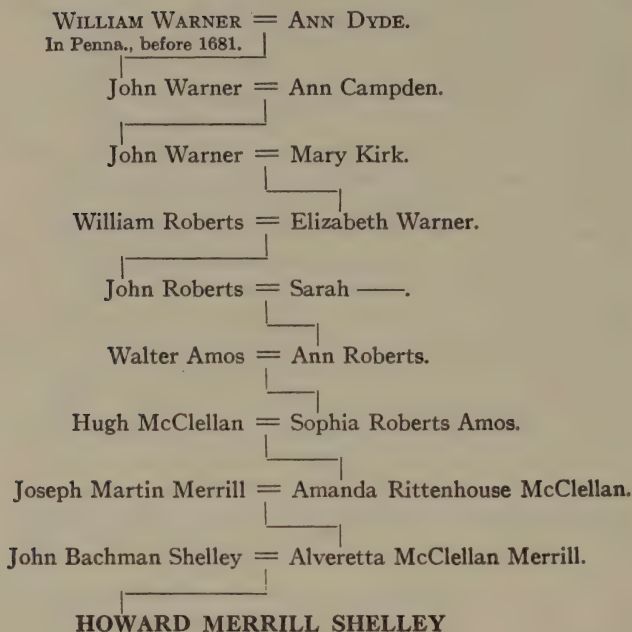 WILLIAM WARNER = ANN DYDE.
In Penna., before 1681.
John Warner = Ann Campden.
John Warner = Mary Kirk.
William Roberts = Elizabeth Warner.
John Roberts = Sarah ——.
Walter Amos = Ann Roberts.
Hugh McClellan = Sophia Roberts Amos.
Joseph Martin Merrill = Amanda Rittenhouse McClellan.
John Bachman Shelley = Alveretta McClellan Merrill.
HOWARD MERRILL SHELLEY